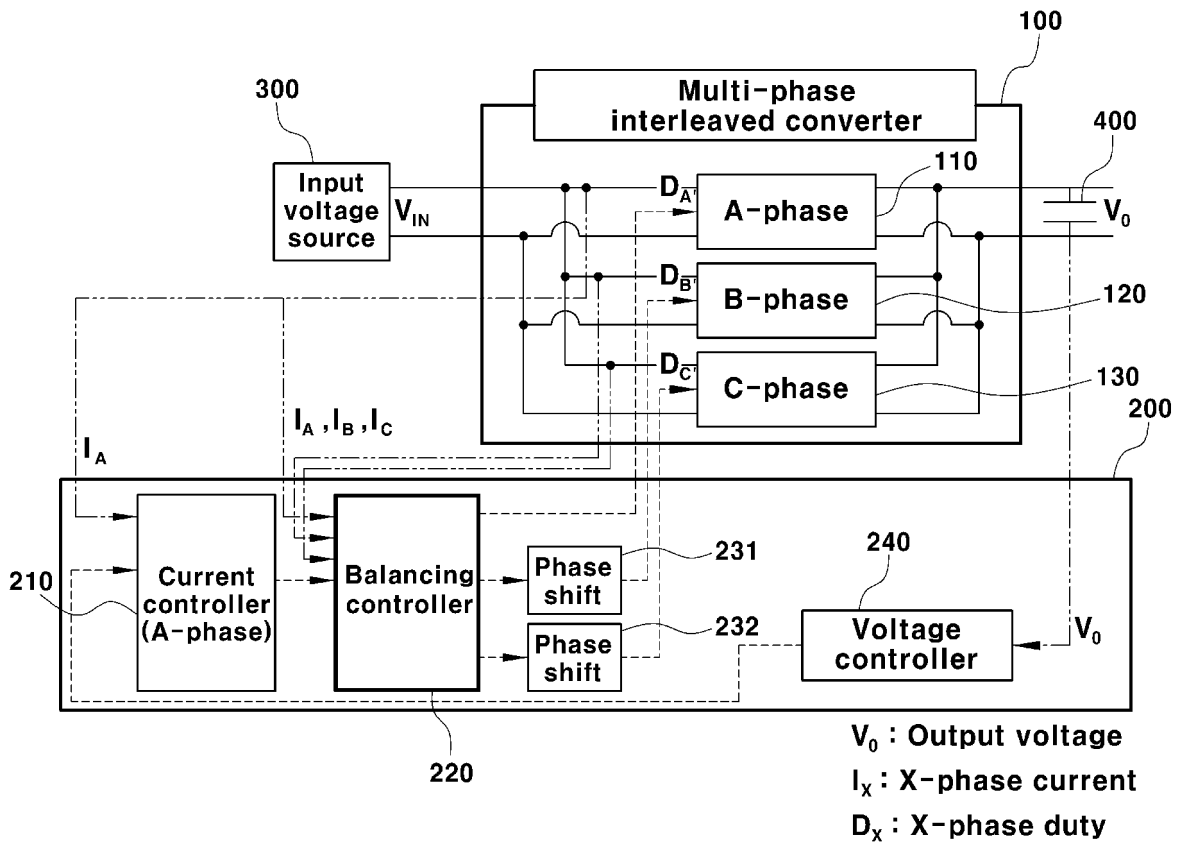 100
Multi-phase
interleaved converter
300
400
110
Input
voltage
source
V_IN
D_A'
A-phase
V_0
D_B'
B-phase
120
D_C'
C-phase
130
200
I_A , I_B , I_C
I_A
210
Current
controller
(A-phase)
Balancing
controller
Phase
shift
231
Phase
shift
232
240
Voltage
controller
V_0
220
V_0 : Output voltage
I_X : X-phase current
D_X : X-phase duty